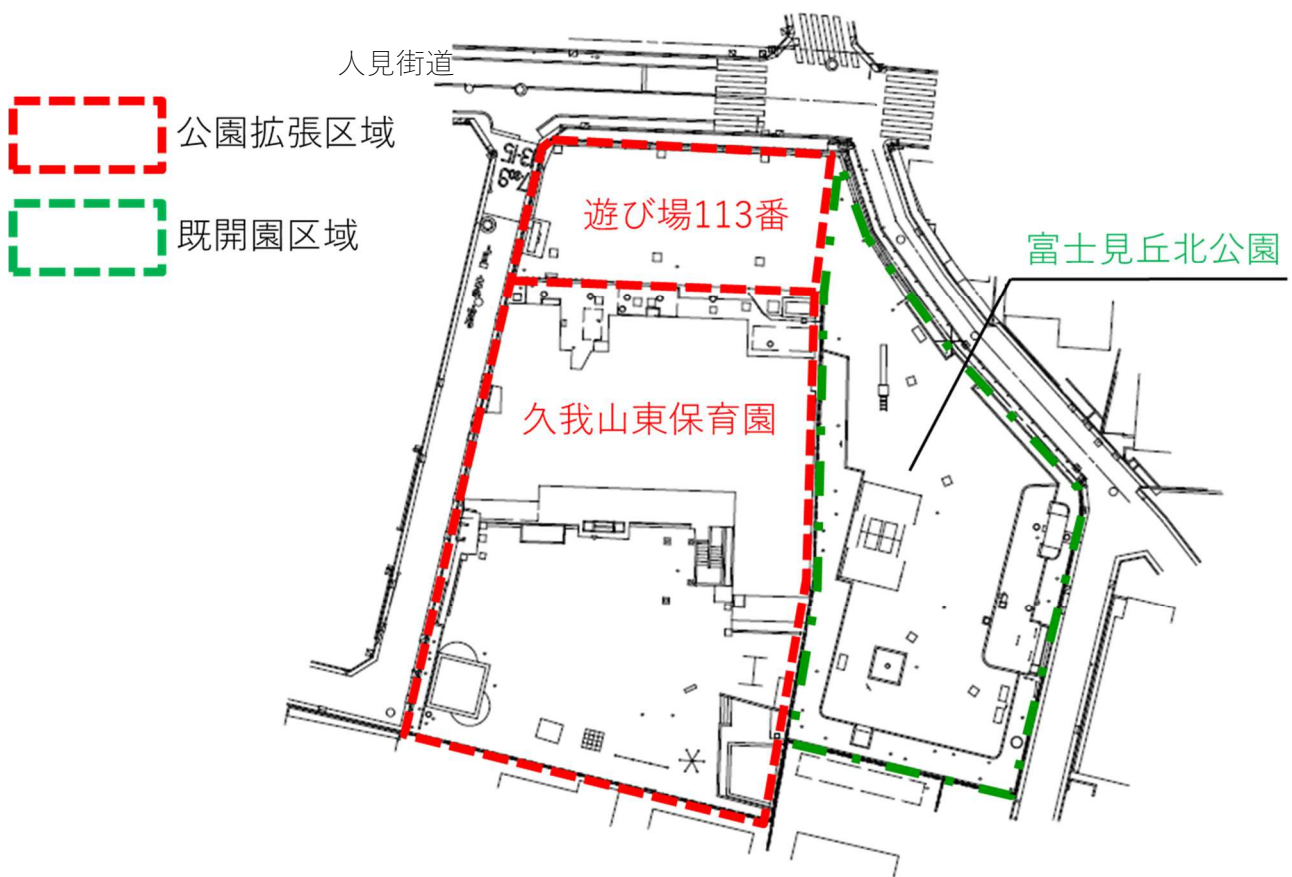 人見街道
公園拡張区域
既開園区域
遊び場113番
富士見丘北公園
久我山東保育園